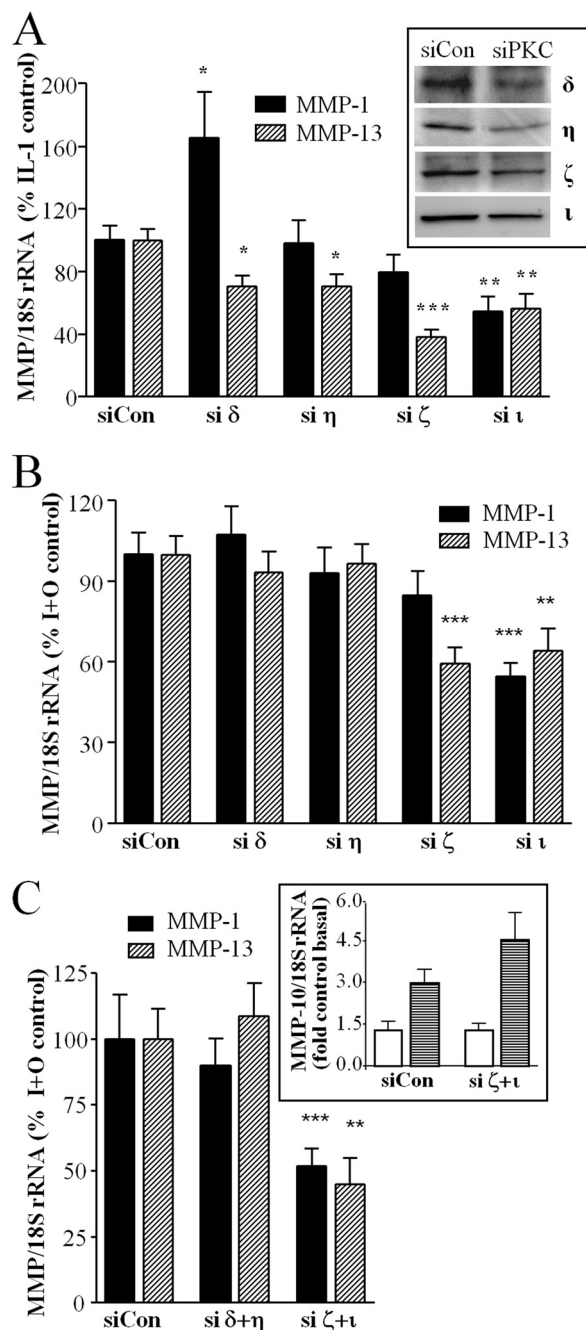 A
MMP/18S rRNA (% IL-1 control)
200
160
120
80
40
0
*
*
*
***
**
**
MMP-1
MMP-13
siCon
si δ
si η
si ζ
si ι
siCon siPKC
δ
η
ζ
ι
B
MMP/18S rRNA (% I+O control)
120
90
60
30
0
MMP-1
MMP-13
***
***
**
siCon
si δ
si η
si ζ
si ι
C
MMP-1
MMP-13
MMP/18S rRNA (% I+O control)
125
100
75
50
25
0
***
**
siCon
si δ+η
si ζ+ι
MMP-10/18S rRNA
(fold control basal)
6.0
4.5
3.0
1.5
0.0
siCon
si ζ+ι